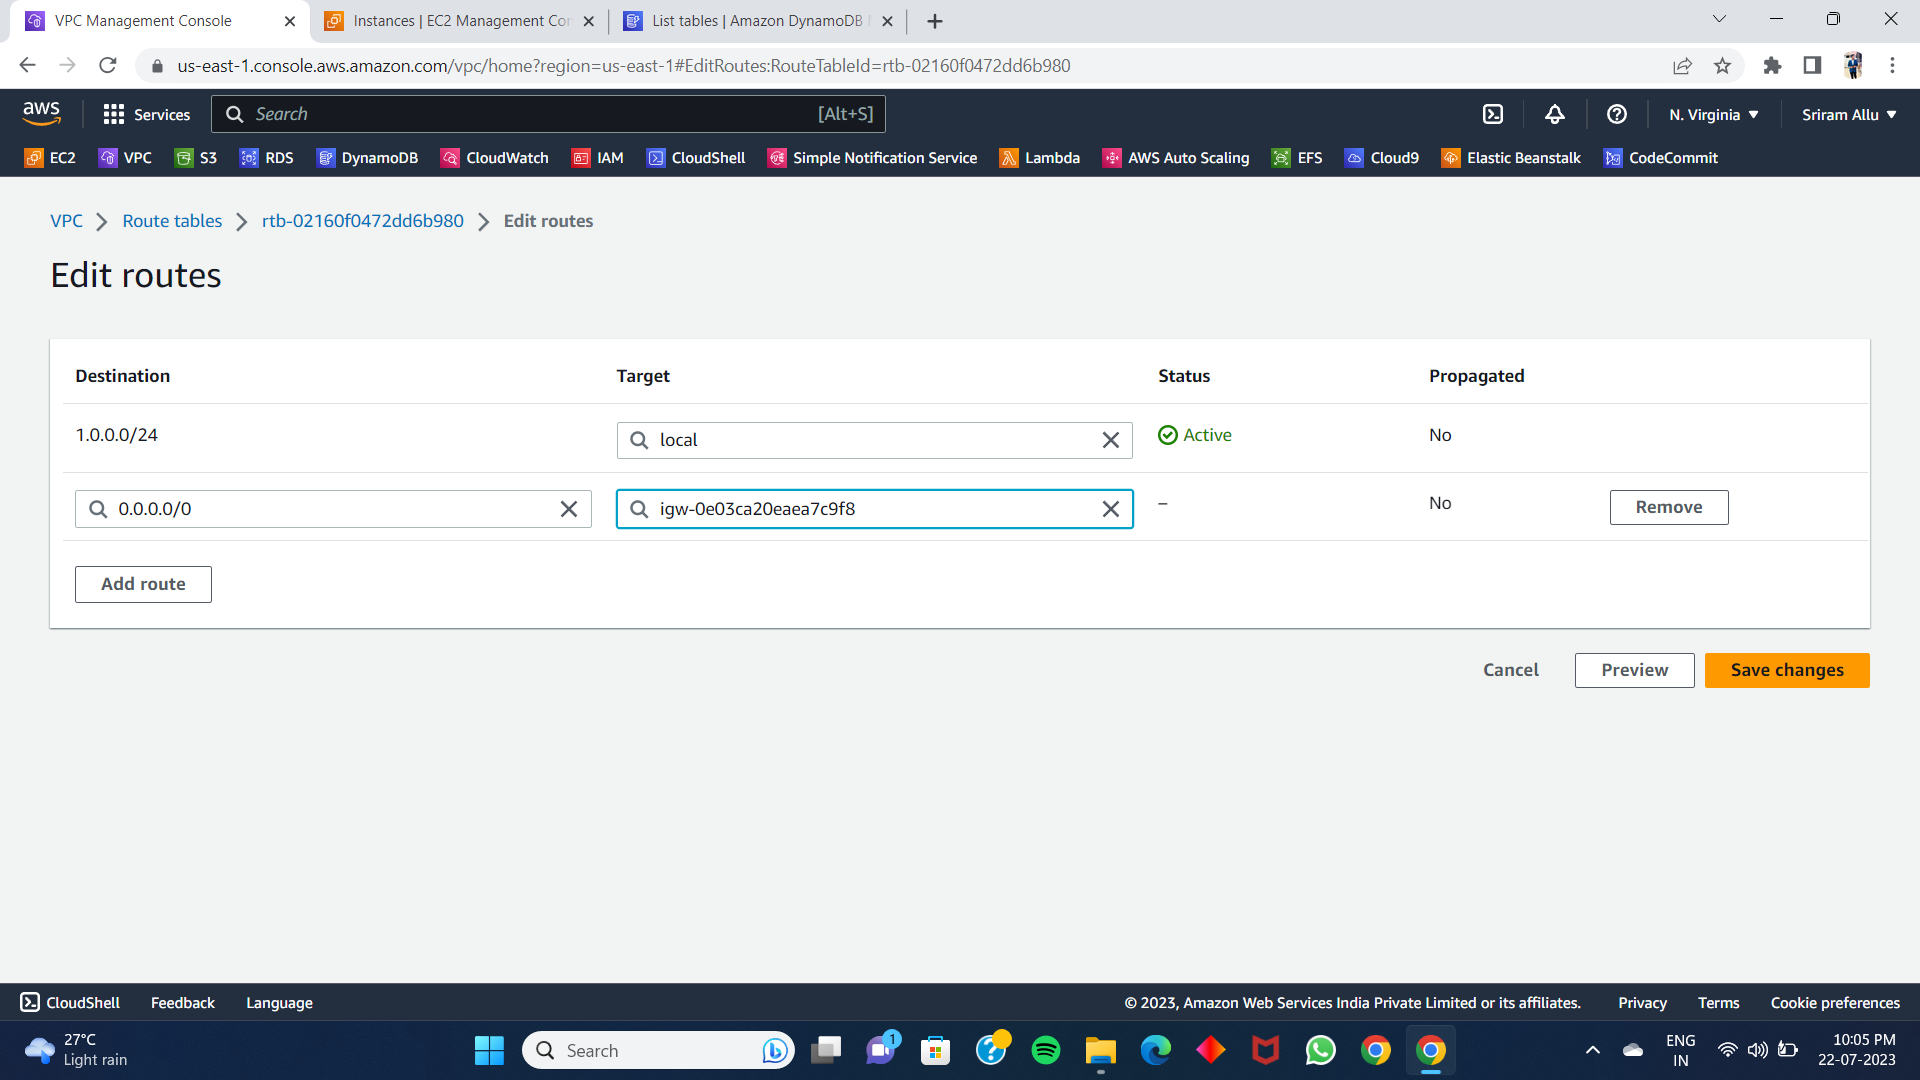 VPC Management Console
Instances | EC2 Management Con
List tables | Amazon DynamoDB
us-east-1.console.aws.amazon.com/vpc/home?region=us-east-1#EditRoutes:RouteTableId=rtb-02160f0472dd6b980
aws
Services
Search
[Alt+S]
N. Virginia
Sriram Allu
EC2
VPC
S3
RDS
DynamoDB
CloudWatch
IAM
CloudShell
Simple Notification Service
Lambda
AWS Auto Scaling
EFS
Cloud9
Elastic Beanstalk
CodeCommit
VPC
Route tables
rtb-02160f0472dd6b980
Edit routes
Edit routes
Destination
Target
Status
Propagated
1.0.0.0/24
local
Active
No
0.0.0.0/0
igw-0e03ca20eaea7c9f8
–
No
Remove
Add route
Cancel
Preview
Save changes
CloudShell
Feedback
Language
© 2023, Amazon Web Services India Private Limited or its affiliates.
Privacy
Terms
Cookie preferences
27°C
Light rain
Search
1
ENG
IN
10:05 PM
22-07-2023